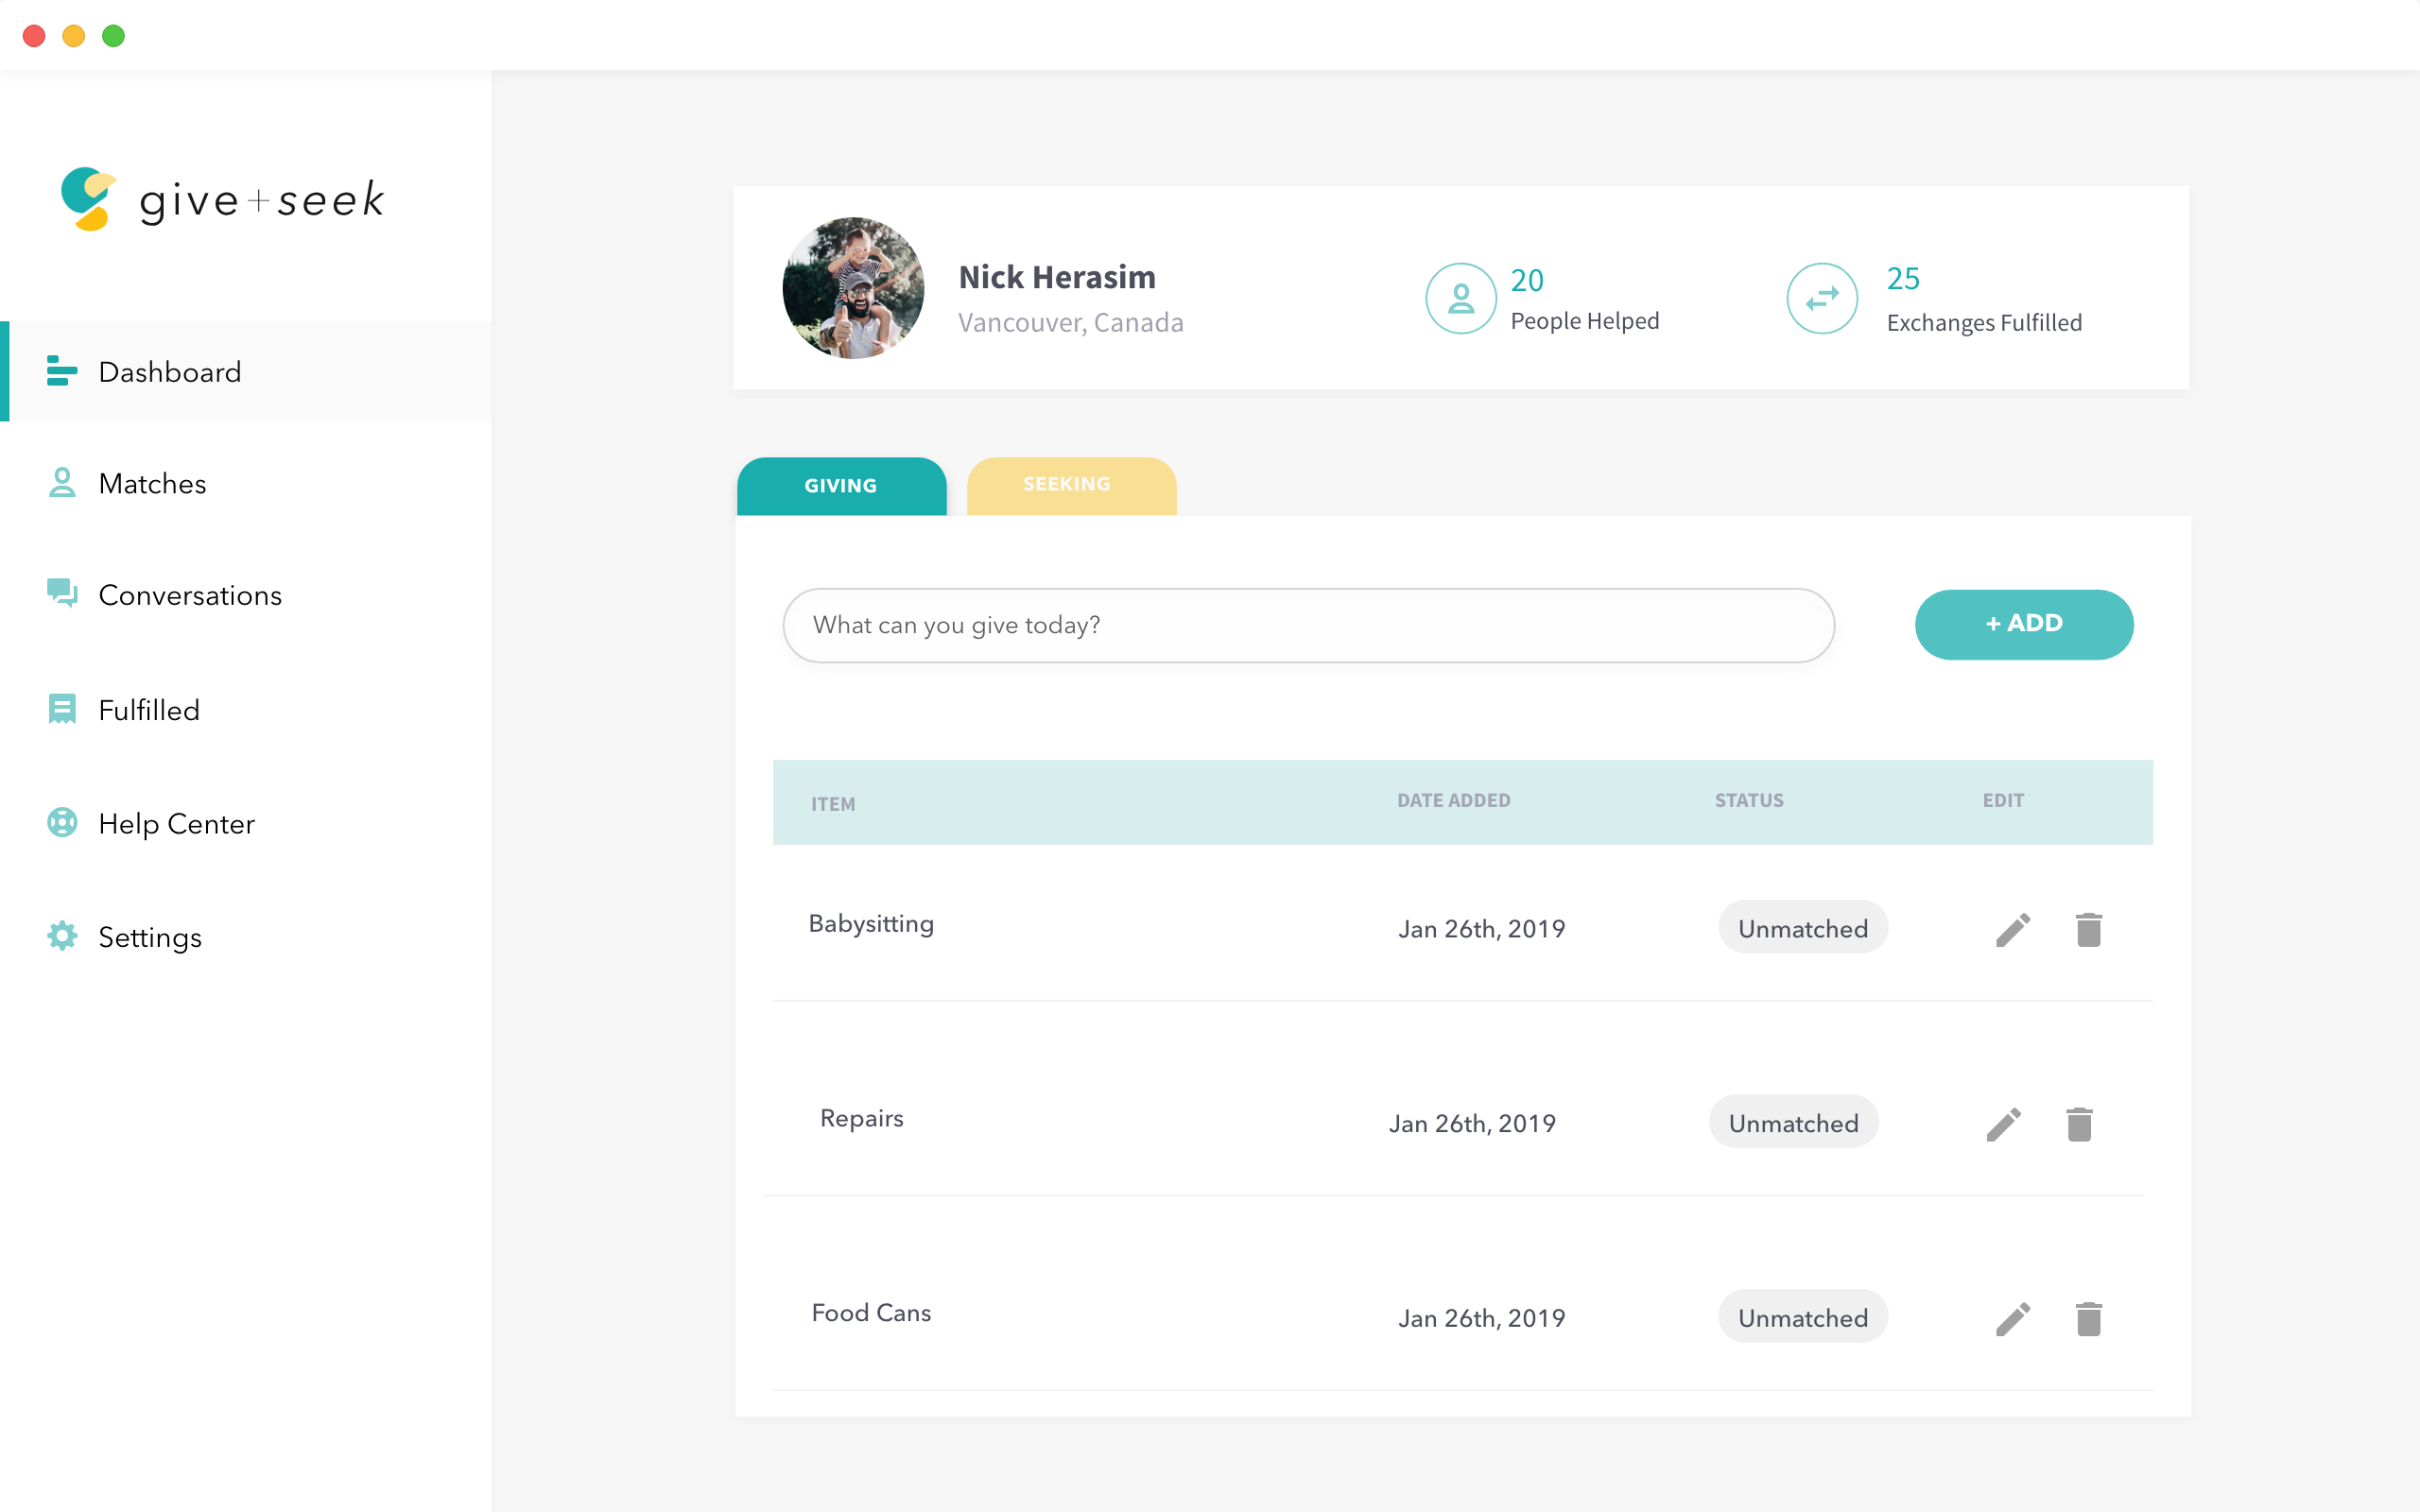 give+seek
Dashboard
Matches
Conversations
Fulfilled
Help Center
Settings
Nick Herasim
Vancouver, Canada
20
People Helped
25
Exchanges Fulfilled
GIVING
SEEKING
What can you give today?
+ ADD
ITEM DATE ADDED STATUS EDIT
Babysitting Jan 26th, 2019 Unmatched
Repairs Jan 26th, 2019 Unmatched
Food Cans Jan 26th, 2019 Unmatched